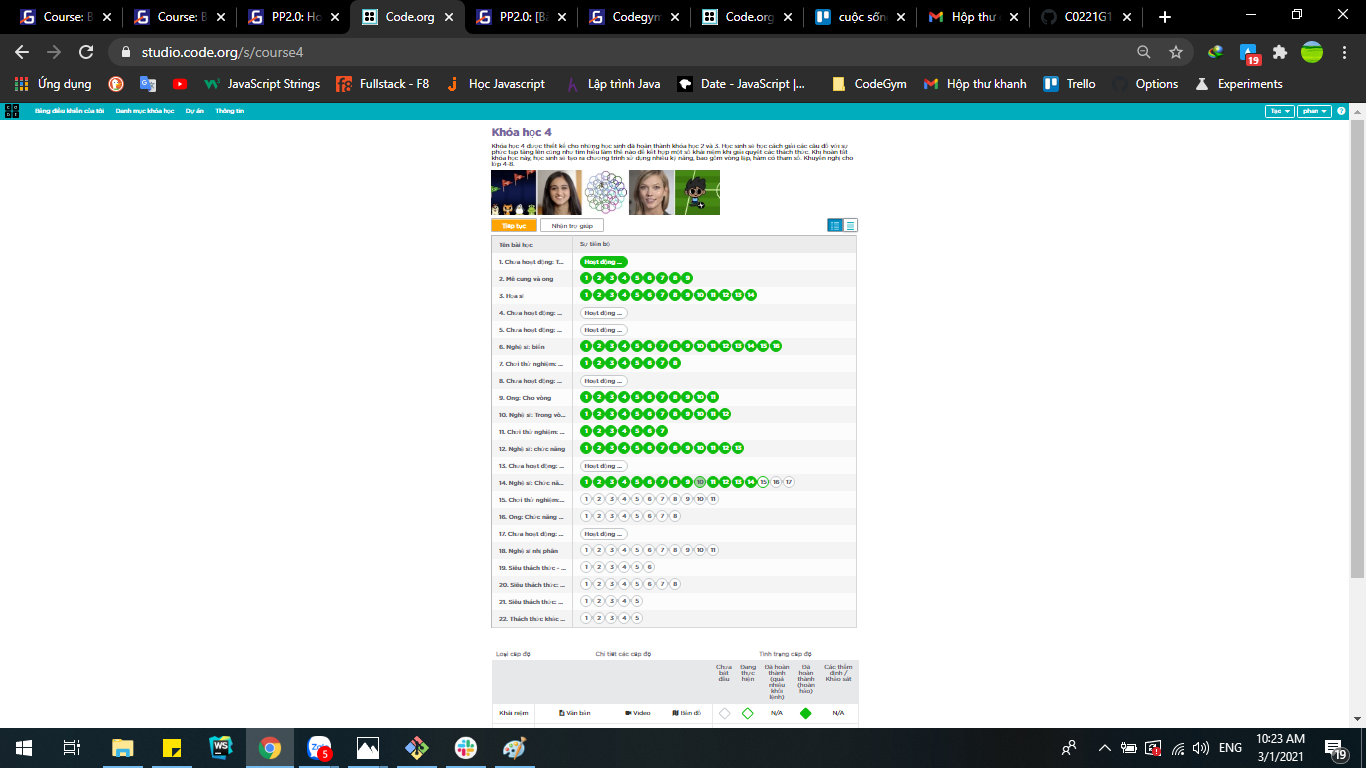 Course: B
Course: B
PP2.0: Ho
Code.org
PP2.0: [Bà
Codegym
Code.org
cuộc sốn
Hộp thư
C0221G1
studio.code.org/s/course4
19
Ứng dụng
JavaScript Strings
Fullstack - F8
Học Javascript
Lập trình Java
Date - JavaScript |...
CodeGym
Hộp thư khanh
Trello
Options
Experiments
Bảng điều khiển của tôi Danh mục khóa học Dự án Thông tin
Tạo
phan
Khóa học 4
Khóa học 4 được thiết kế cho những học sinh đã hoàn thành khóa học 2 và 3. Học sinh sẽ học cách giải các câu đố với sự
phức tạp tăng lên cũng như tìm hiểu làm thế nào để kết hợp một số khái niệm khi giải quyết các thách thức. Khi hoàn tất
khóa học này, học sinh sẽ tạo ra chương trình sử dụng nhiều kỹ năng, bao gồm vòng lặp, hàm có tham số. Khuyến nghị cho
lớp 4-8.
Tiếp tục
Nhận trợ giúp
Tên bài học Sự tiến bộ
1. Chưa hoạt động: T... Hoạt động ...
2. Mê cung và ong 1 2 3 4 5 6 7 8 9
3. Họa sĩ 1 2 3 4 5 6 7 8 9 10 11 12 13 14
4. Chưa hoạt động: ... Hoạt động ...
5. Chưa hoạt động: ... Hoạt động ...
6. Nghệ sĩ: biến 1 2 3 4 5 6 7 8 9 10 11 12 13 14 15 16
7. Chơi thử nghiệm: ... 1 2 3 4 5 6 7 8
8. Chưa hoạt động: ... Hoạt động ...
9. Ong: Cho vòng 1 2 3 4 5 6 7 8 9 10 11
10. Nghệ sĩ: Trong vò... 1 2 3 4 5 6 7 8 9 10 11 12
11. Chơi thử nghiệm: ... 1 2 3 4 5 6 7
12. Nghệ sĩ: chức năng 1 2 3 4 5 6 7 8 9 10 11 12 13
13. Chưa hoạt động: ... Hoạt động ...
14. Nghệ sĩ: Chức nă... 1 2 3 4 5 6 7 8 9 10 11 12 13 14 15 16 17
15. Chơi thử nghiệm:... 1 2 3 4 5 6 7 8 9 10 11
16. Ong: Chức năng ... 1 2 3 4 5 6 7 8
17. Chưa hoạt động: ... Hoạt động ...
18. Nghệ sĩ nhị phân 1 2 3 4 5 6 7 8 9 10 11
19. Siêu thách thức - ... 1 2 3 4 5 6
20. Siêu thách thức: ... 1 2 3 4 5 6 7 8
21. Siêu thách thức: ... 1 2 3 4 5
22. Thách thức khác ... 1 2 3 4 5
Loại cấp độ Chi tiết các cấp độ Tình trạng cấp độ
Chưa bắt đầu
Đang thực hiện
Đã hoàn thành (quá nhiều khối lệnh)
Đã hoàn thành (hoàn hảo)
Các thẩm định / Khảo sát
Khái niệm Văn bản Video Bản đồ N/A N/A
5
ENG
10:23 AM
3/1/2021
19